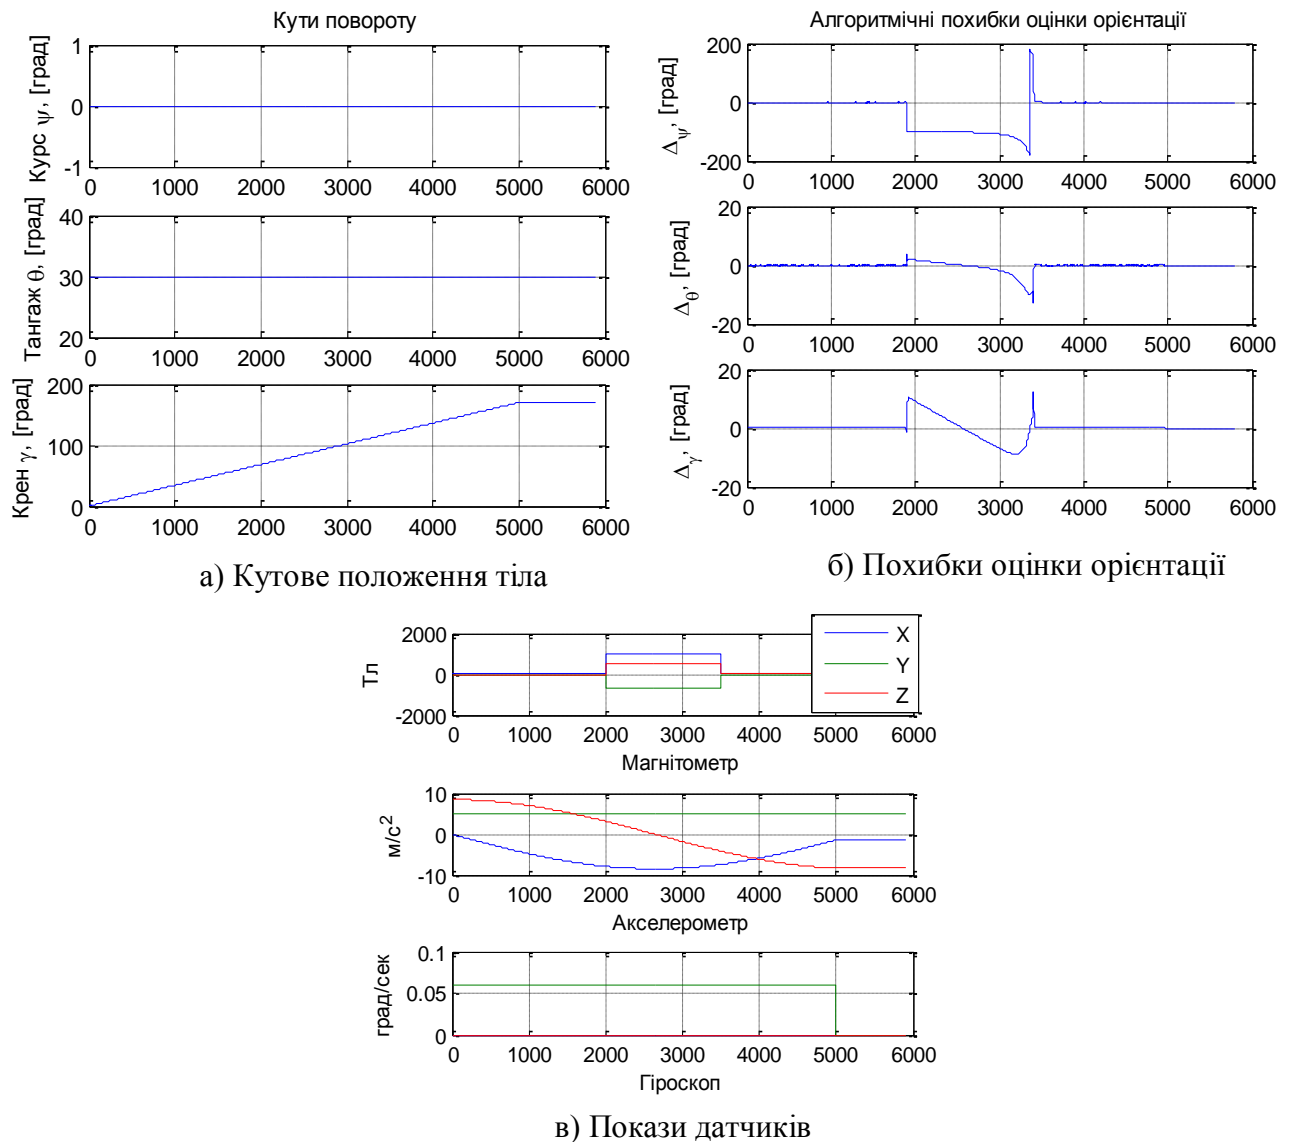 Кути повороту
Курс ψ, [град]
1
0
-1
0 1000 2000 3000 4000 5000 6000
Тангаж θ, [град]
40
30
20
0 1000 2000 3000 4000 5000 6000
Крен γ, [град]
200
100
0
0 1000 2000 3000 4000 5000 6000
а) Кутове положення тіла
Алгоритмічні похибки оцінки орієнтації
Δψ, [град]
200
0
-200
0 1000 2000 3000 4000 5000 6000
Δθ, [град]
20
0
-20
0 1000 2000 3000 4000 5000 6000
Δγ, [град]
20
0
-20
0 1000 2000 3000 4000 5000 6000
б) Похибки оцінки орієнтації
Тл
2000
0
-2000
0 1000 2000 3000 4000 5000 6000
Магнітометр
X
Y
Z
м/с²
10
0
-10
0 1000 2000 3000 4000 5000 6000
Акселерометр
град/сек
0.1
0.05
0
0 1000 2000 3000 4000 5000 6000
Гіроскоп
в) Покази датчиків